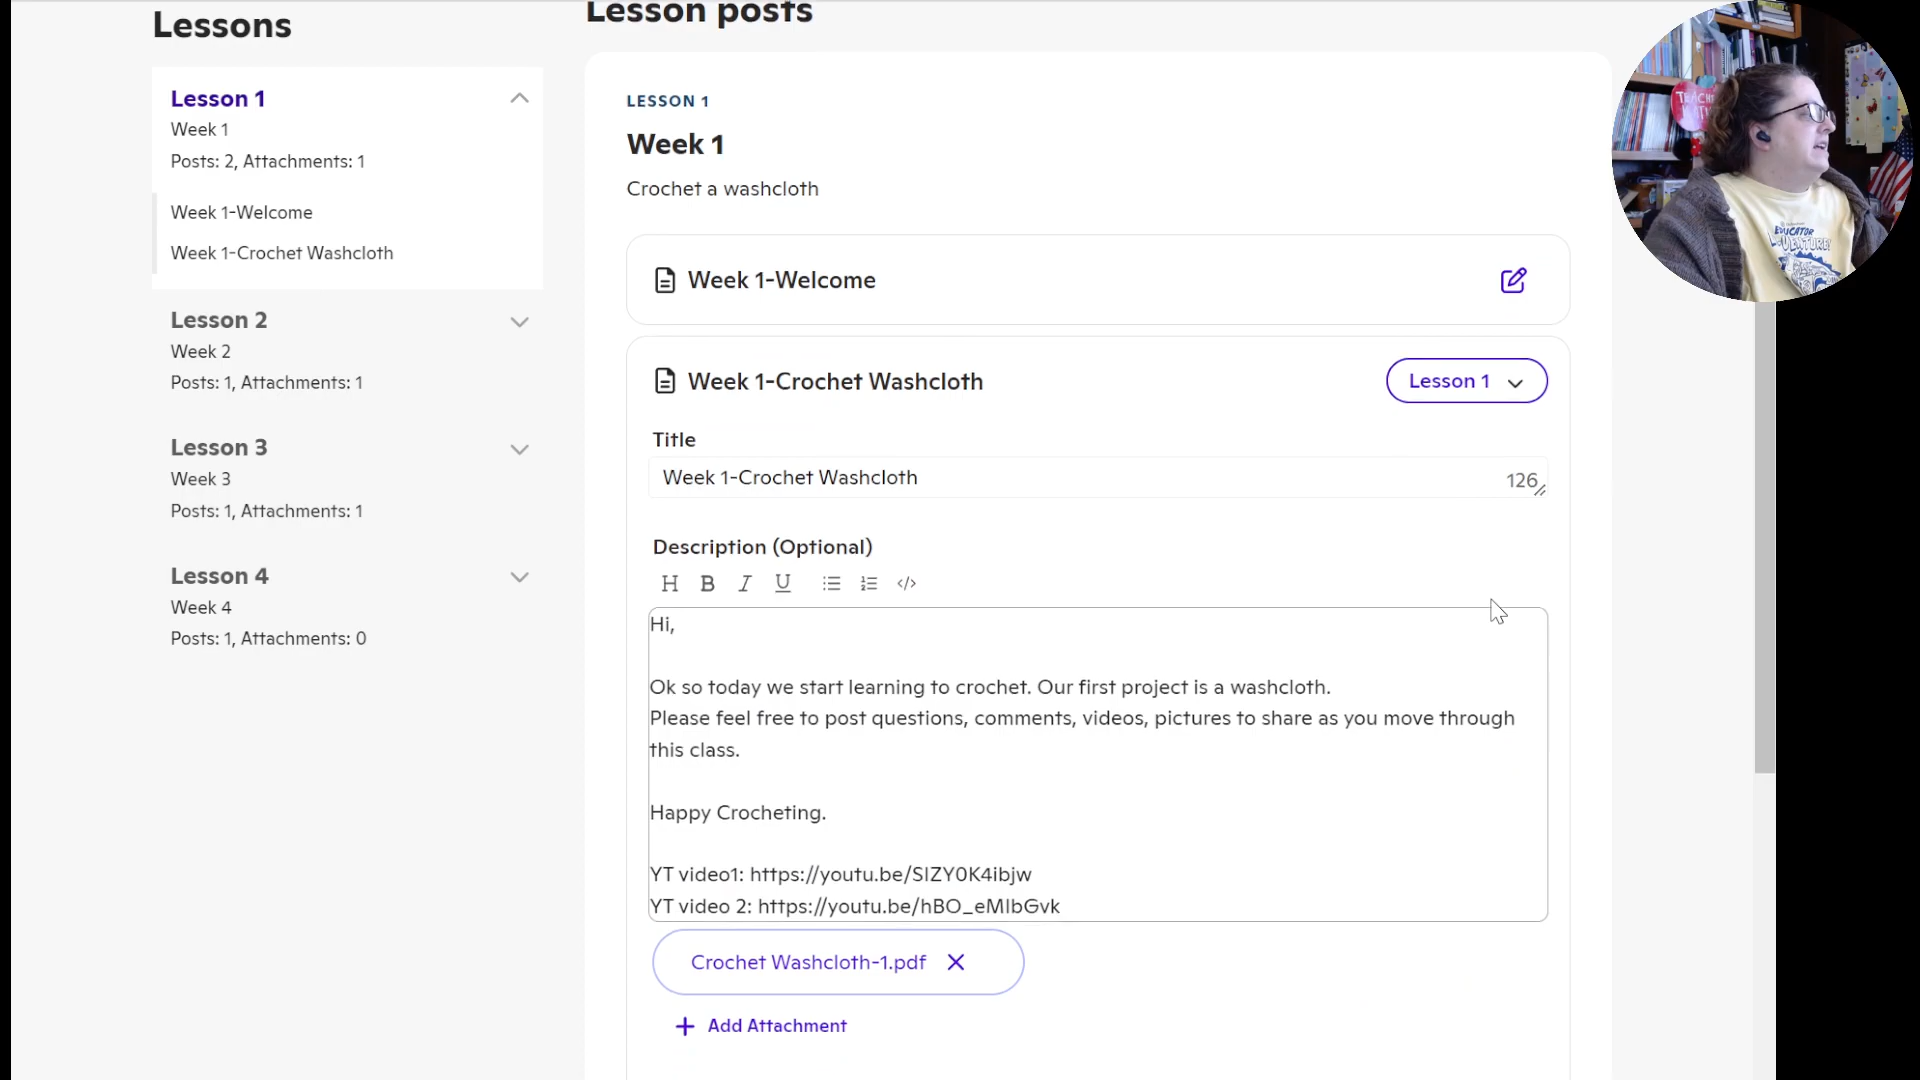 Lessons
Lesson 1
Week 1
Posts: 2, Attachments: 1
Week 1-Welcome
Week 1-Crochet Washcloth
Lesson 2
Week 2
Posts: 1, Attachments: 1
Lesson 3
Week 3
Posts: 1, Attachments: 1
Lesson 4
Week 4
Posts: 1, Attachments: 0
Lesson posts
LESSON 1
Week 1
Crochet a washcloth
Week 1-Welcome
Week 1-Crochet Washcloth
Lesson 1
Title
Week 1-Crochet Washcloth
126
Description (Optional)
H B I U
Hi,
Ok so today we start learning to crochet. Our first project is a washcloth.
Please feel free to post questions, comments, videos, pictures to share as you move through
this class.
Happy Crocheting.
YT video1: https://youtu.be/SIZY0K4ibjw
YT video 2: https://youtu.be/hBO_eMIbGvk
Crochet Washcloth-1.pdf
Add Attachment
EDUCATOR